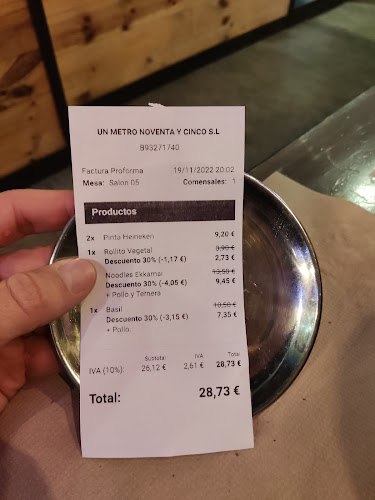 UN METRO NOVENTA Y CINCO S.L
B93271740
Factura Proforma 19/11/2022 20:02
Mesa: Salon 05 Comensales: 1
Productos
2x Pinta Heineken 9,20 €
1x Rollito Vegetal 3,90 €
Descuento 30% (-1,17 €) 2,73 €
Noodles Ekkamai 13,50 €
Descuento 30% (-4,05 €) 9,45 €
+ Pollo y Ternera
1x Basil 10,50 €
Descuento 30% (-3,15 €) 7,35 €
+ Pollo
Subtotal IVA Total
IVA (10%): 26,12 € 2,61 € 28,73 €
Total: 28,73 €